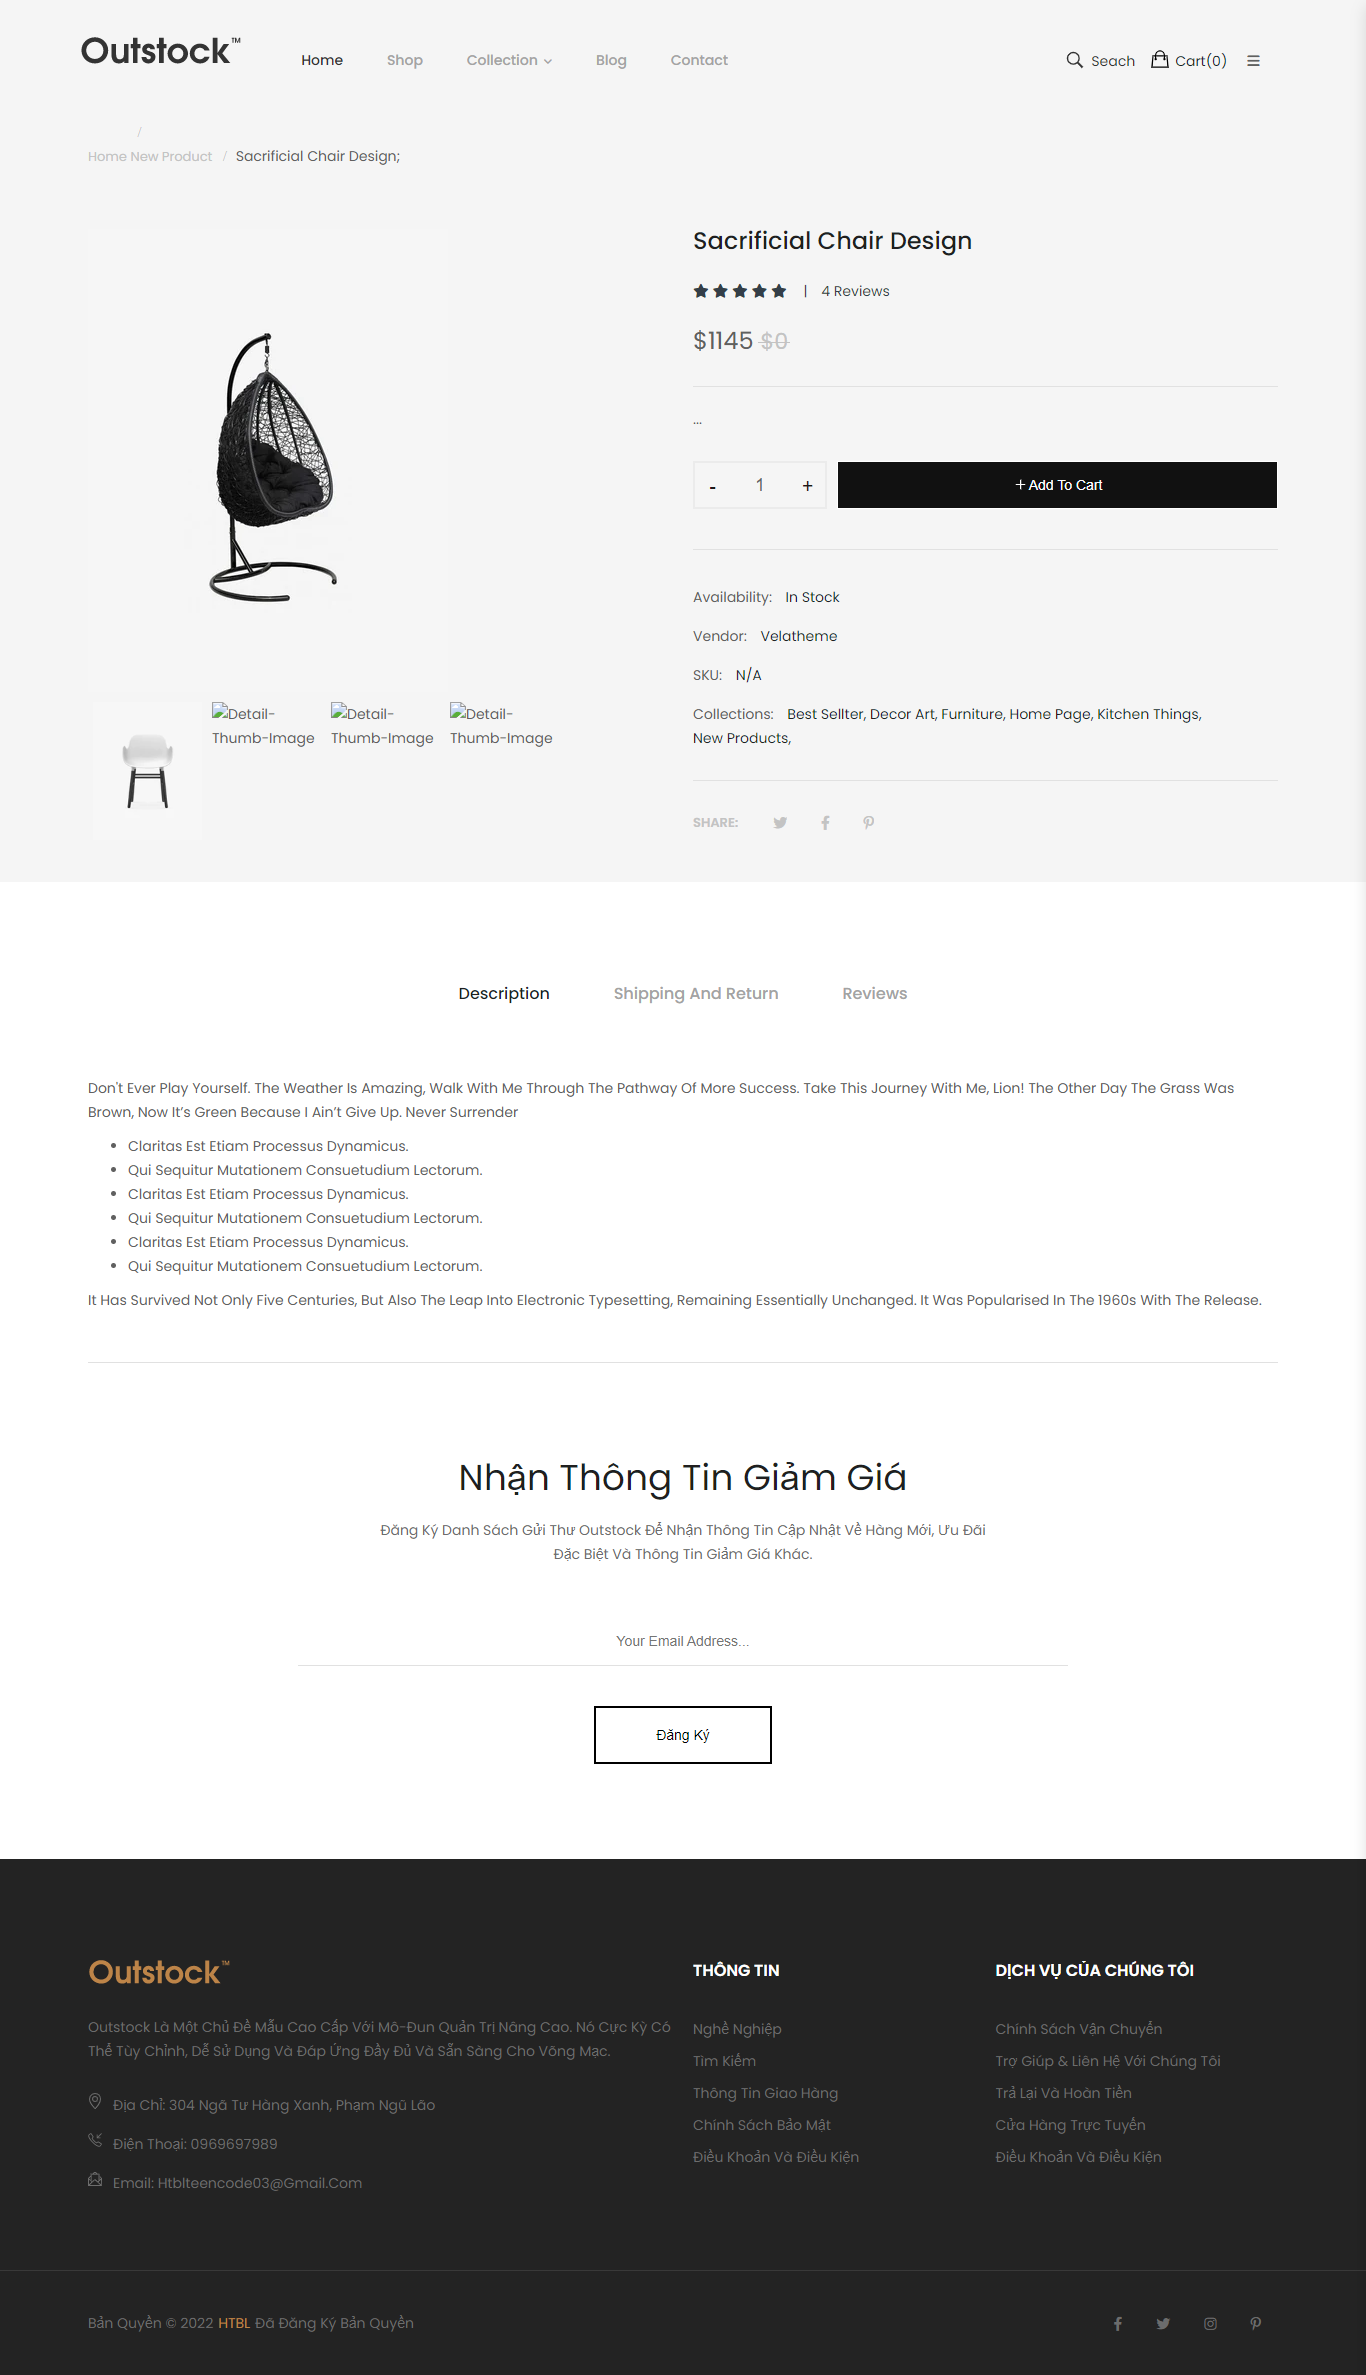 Outstock™
Home Shop Collection Blog Contact
Seach Cart(0)
/
Home New Product / Sacrificial Chair Design;
Sacrificial Chair Design
| 4 Reviews
$1145 $0
...
- 1 + + Add To Cart
Availability: In Stock
Vendor: Velatheme
SKU: N/A
Collections: Best Sellter, Decor Art, Furniture, Home Page, Kitchen Things,
New Products,
SHARE:
Detail- Detail- Detail-
Thumb-Image Thumb-Image Thumb-Image
Description Shipping And Return Reviews
Don't Ever Play Yourself. The Weather Is Amazing, Walk With Me Through The Pathway Of More Success. Take This Journey With Me, Lion! The Other Day The Grass Was
Brown, Now It's Green Because I Ain't Give Up. Never Surrender
• Claritas Est Etiam Processus Dynamicus.
• Qui Sequitur Mutationem Consuetudium Lectorum.
• Claritas Est Etiam Processus Dynamicus.
• Qui Sequitur Mutationem Consuetudium Lectorum.
• Claritas Est Etiam Processus Dynamicus.
• Qui Sequitur Mutationem Consuetudium Lectorum.
It Has Survived Not Only Five Centuries, But Also The Leap Into Electronic Typesetting, Remaining Essentially Unchanged. It Was Popularised In The 1960s With The Release.
Nhận Thông Tin Giảm Giá
Đăng Ký Danh Sách Gửi Thư Outstock Để Nhận Thông Tin Cập Nhật Về Hàng Mới, Ưu Đãi
Đặc Biệt Và Thông Tin Giảm Giá Khác.
Your Email Address...
Đăng Ký
Outstock™
Outstock Là Một Chủ Đề Mẫu Cao Cấp Với Mô-Đun Quản Trị Nâng Cao. Nó Cực Kỳ Có
Thể Tùy Chỉnh, Dễ Sử Dụng Và Đáp Ứng Đầy Đủ Và Sẵn Sàng Cho Võng Mạc.
Địa Chỉ: 304 Ngã Tư Hàng Xanh, Phạm Ngũ Lão
Điện Thoại: 0969697989
Email: Htblteencode03@Gmail.Com
THÔNG TIN
Nghề Nghiệp
Tìm Kiếm
Thông Tin Giao Hàng
Chính Sách Bảo Mật
Điều Khoản Và Điều Kiện
DỊCH VỤ CỦA CHÚNG TÔI
Chính Sách Vận Chuyển
Trợ Giúp & Liên Hệ Với Chúng Tôi
Trả Lại Và Hoàn Tiền
Cửa Hàng Trực Tuyến
Điều Khoản Và Điều Kiện
Bản Quyền © 2022 HTBL Đã Đăng Ký Bản Quyền